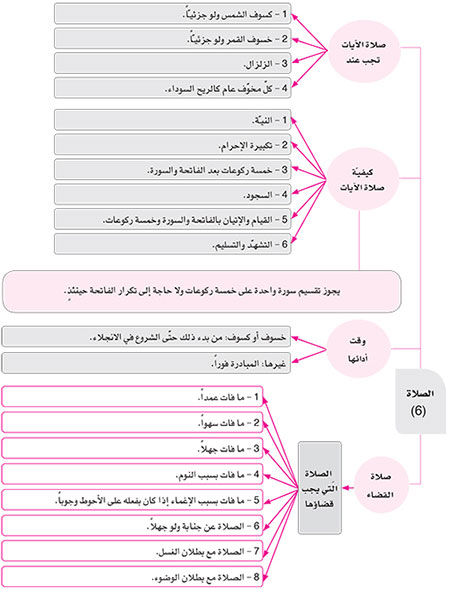 صلاة الآيات
تجب عند
1 – كسوف الشمس ولو جزئيّاً.
2 – خسوف القمر ولو جزئيّاً.
3 – الزلزال.
4 – كلّ مخوّف عام كالريح السوداء.
كيفيّة
صلاة الآيات
1 – النيّة.
2 – تكبيرة الإحرام.
3 – خمسة ركوعات بعد الفاتحة والسورة.
4 – السجود.
5 – القيام والإتيان بالفاتحة والسورة وخمسة ركوعات.
6 – التشهّد والتسليم.
يجوز تقسيم سورة واحدة على خمسة ركوعات ولا حاجة إلى تكرار الفاتحة حينئذٍ.
وقت
أدائها
خسوف أو كسوف: من بدء ذلك حتّى الشروع في الانجلاء.
غيرها: المبادرة فوراً.
الصلاة
(6)
صلاة
القضاء
الصلاة
الّتي يجب
قضاؤها
1 – ما فات عمداً.
2 – ما فات سهواً.
3 – ما فات جهلاً.
4 – ما فات بسبب النوم.
5 – ما فات بسبب الإغماء إذا كان بفعله على الأحوط وجوباً.
6 – الصلاة عن جنابة ولو جهلاً.
7 – الصلاة مع بطلان الغسل.
8 – الصلاة مع بطلان الوضوء.